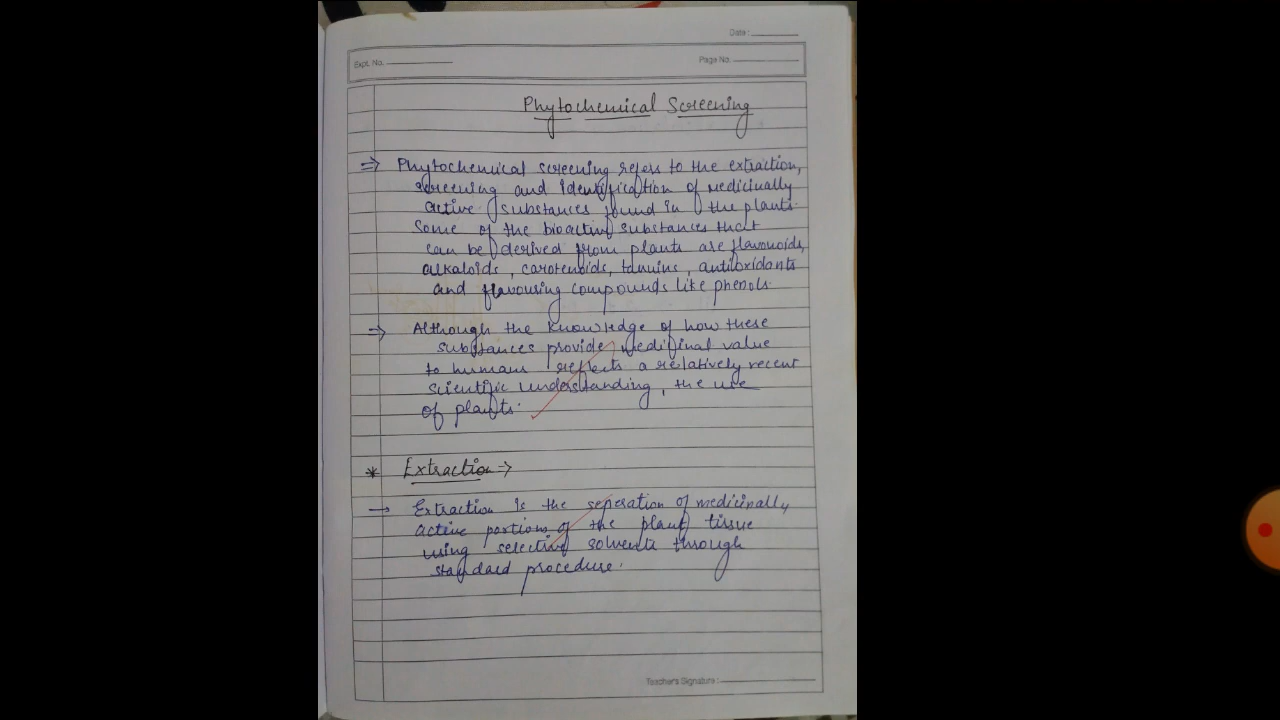 Date :
Expt. No.
Page No.
Phytochemical Screening
⇒ Phytochemical screening refers to the extraction,
screening and identification of medicinally
active substances found in the plants.
Some of the bioactive substances that
can be derived from plants are flavonoids,
alkaloids, carotenoids, tannins, antioxidants
and flavouring compounds like phenols.
→ Although the knowledge of how these
substances provide medicinal value
to humans reflects a relatively recent
scientific understanding, the use
of plants.
* Extraction →
→ Extraction is the seperation of medicinally
active portions of the plant tissue
using selective solvents through
standard procedure.
Teacher's Signature :